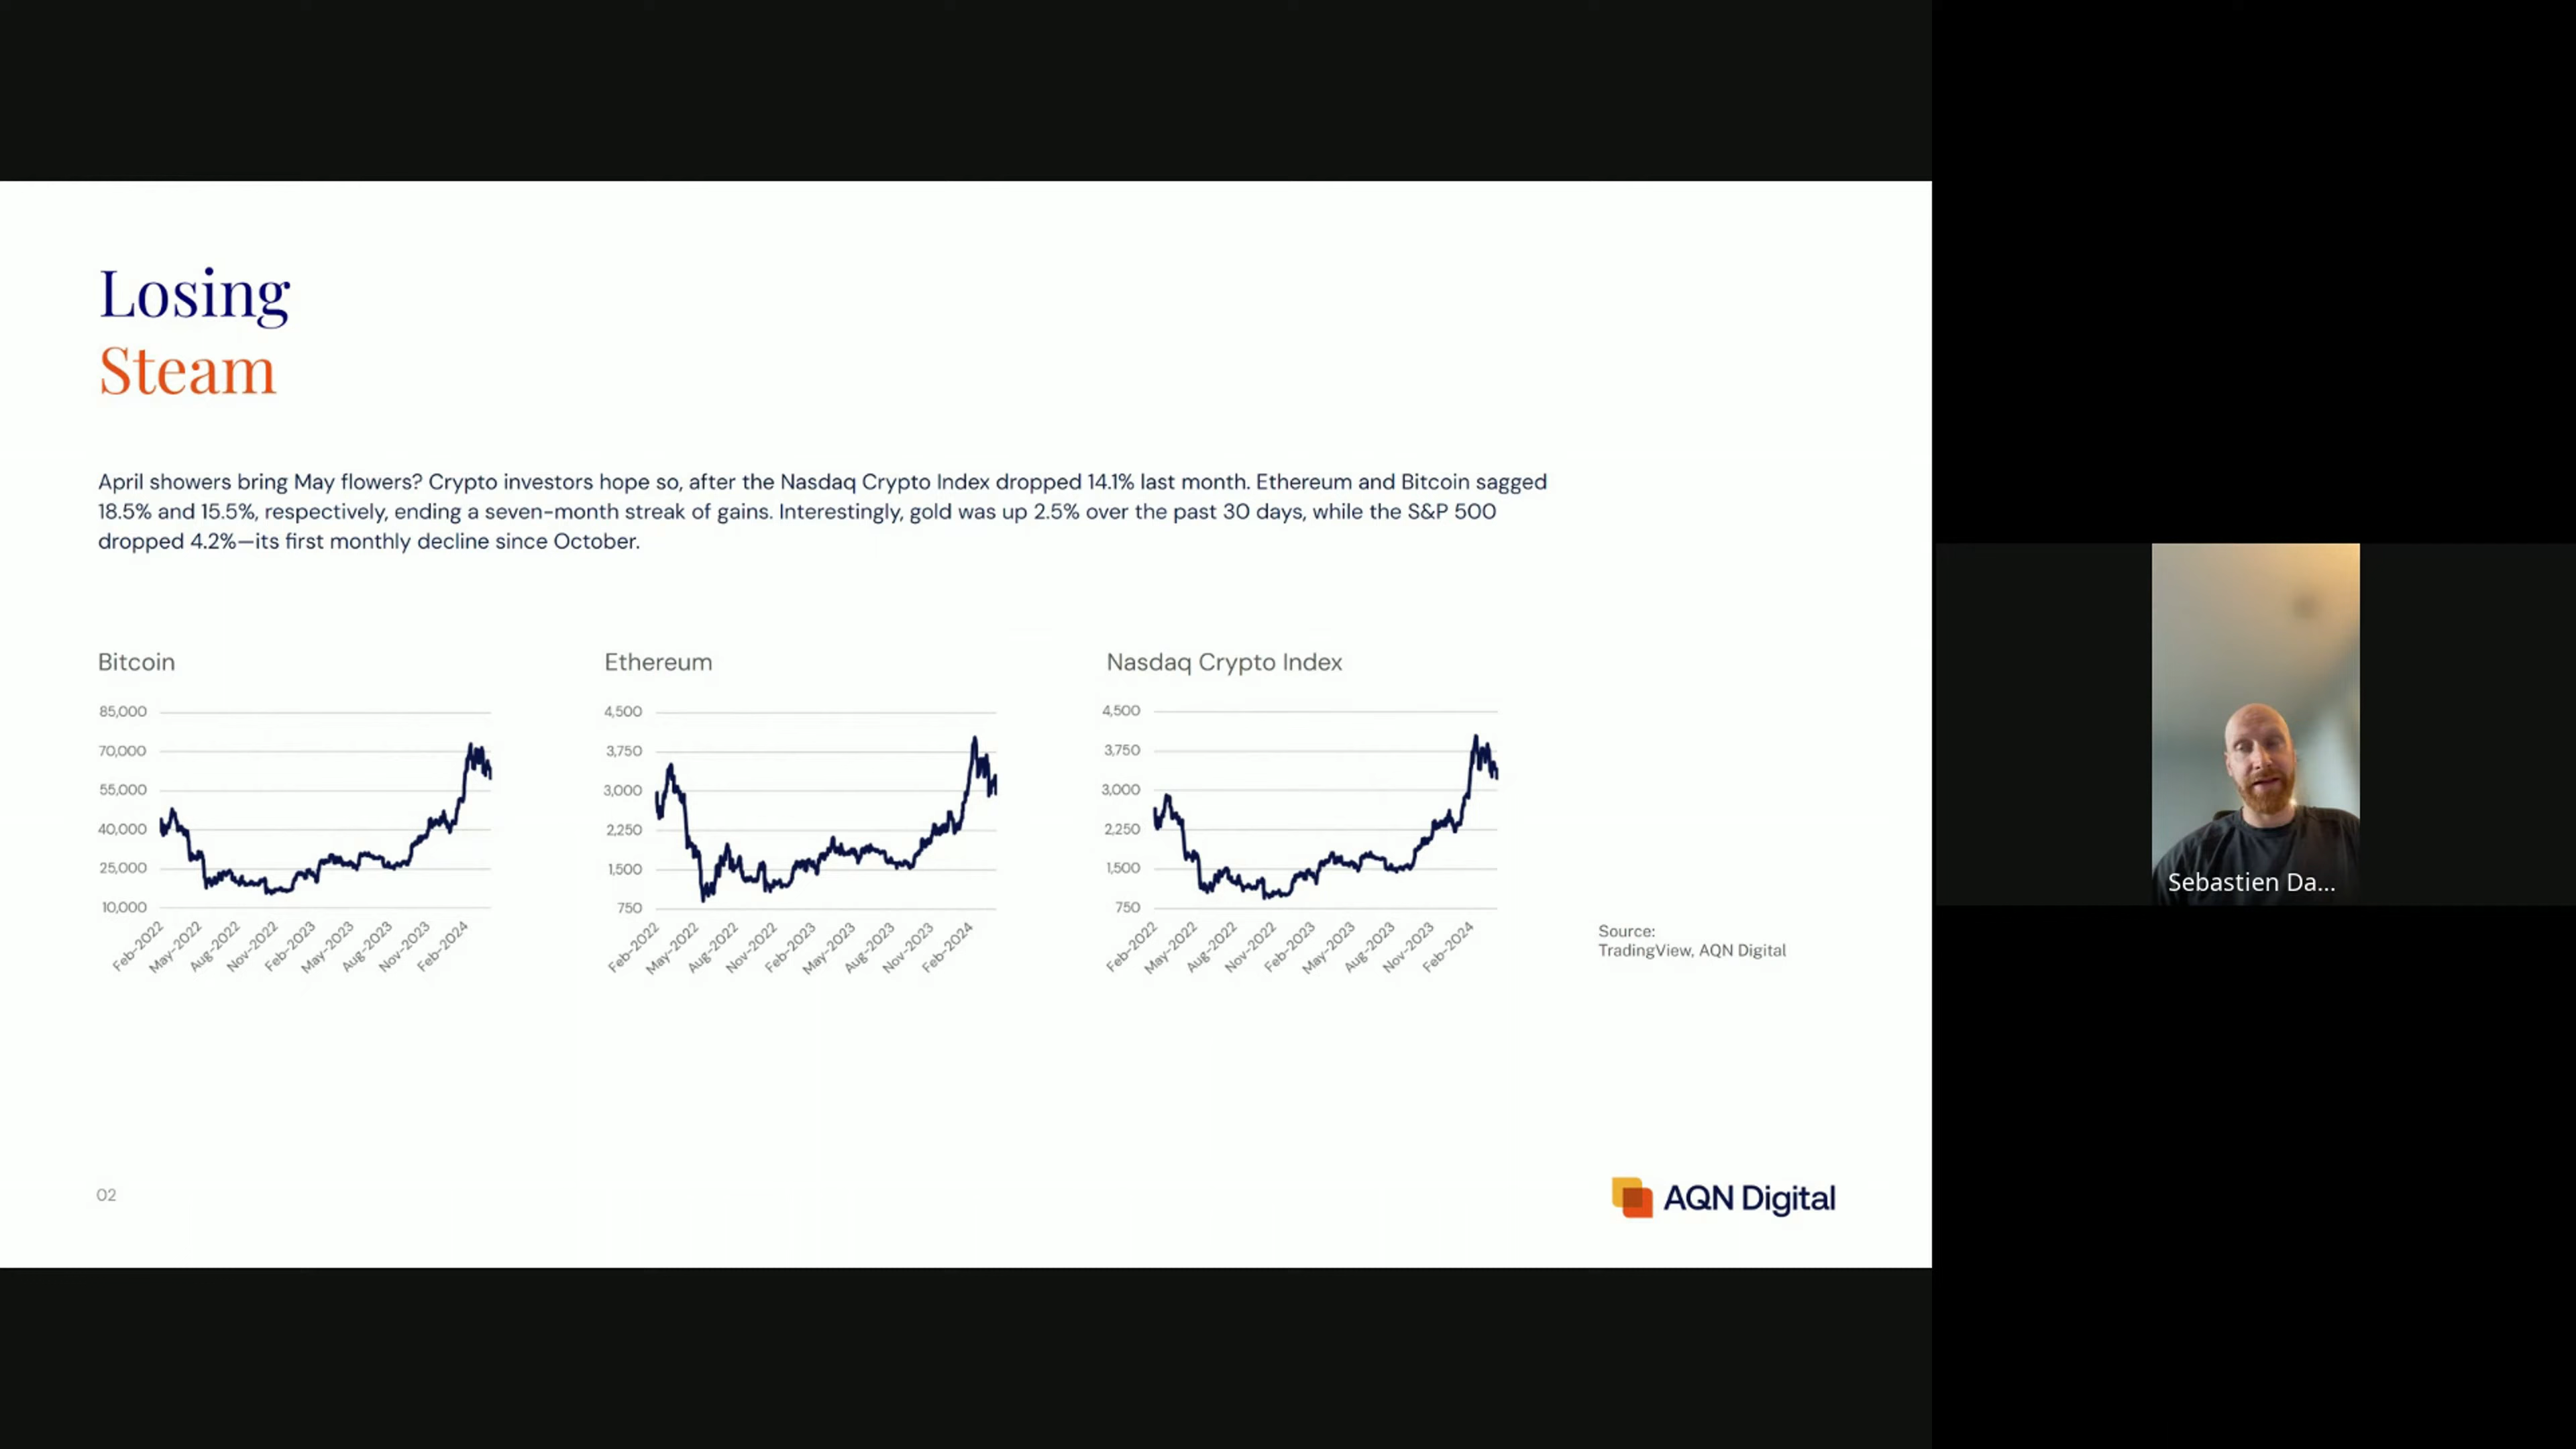 Losing
Steam
April showers bring May flowers? Crypto investors hope so, after the Nasdaq Crypto Index dropped 14.1% last month. Ethereum and Bitcoin sagged
18.5% and 15.5%, respectively, ending a seven-month streak of gains. Interestingly, gold was up 2.5% over the past 30 days, while the S&P 500
dropped 4.2%—its first monthly decline since October.
Bitcoin
85,000
70,000
55,000
40,000
25,000
10,000
Feb-2022
May-2022
Aug-2022
Nov-2022
Feb-2023
May-2023
Aug-2023
Nov-2023
Feb-2024
Ethereum
4,500
3,750
3,000
2,250
1,500
750
Feb-2022
May-2022
Aug-2022
Nov-2022
Feb-2023
May-2023
Aug-2023
Nov-2023
Feb-2024
Nasdaq Crypto Index
4,500
3,750
3,000
2,250
1,500
750
Feb-2022
May-2022
Aug-2022
Nov-2022
Feb-2023
May-2023
Aug-2023
Nov-2023
Feb-2024
Source:
TradingView, AQN Digital
Sebastien Da...
02
AQN Digital